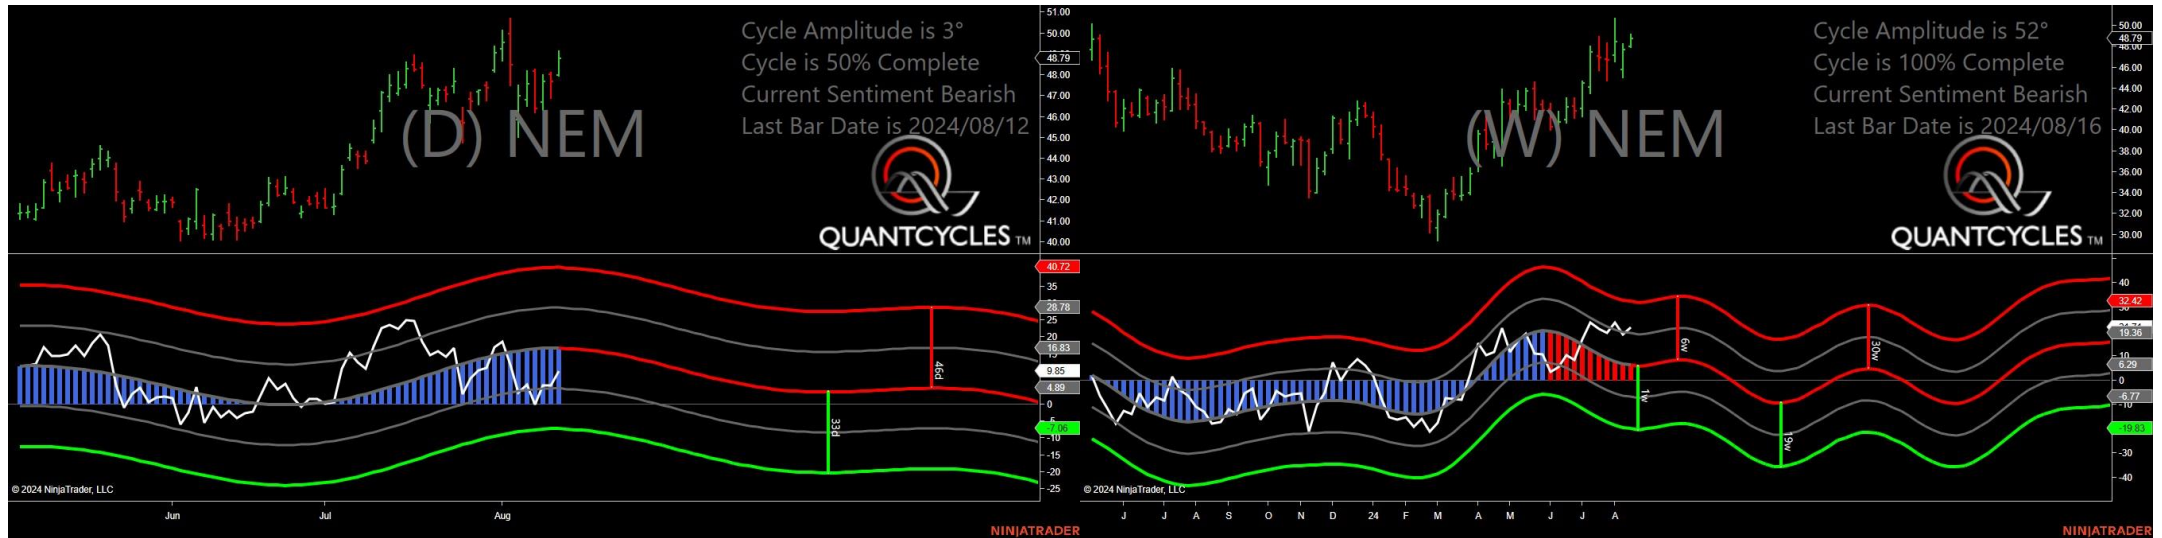 Cycle Amplitude is 3°
Cycle is 50% Complete
Current Sentiment Bearish
Last Bar Date is 2024/08/12
(D) NEM
QUANTCYCLES TM
51.00
50.00
48.79
48.00
47.00
46.00
45.00
44.00
43.00
42.00
41.00
40.00
40.72
35
28.78
25
20
16.83
9.85
4.89
0
-7.06
-10
-15
-20
-25
46d
33d
© 2024 NinjaTrader, LLC
Jun
Jul
Aug
NINJATRADER
Cycle Amplitude is 52°
Cycle is 100% Complete
Current Sentiment Bearish
Last Bar Date is 2024/08/16
(W) NEM
QUANTCYCLES TM
50.00
48.79
48.00
46.00
44.00
42.00
40.00
38.00
36.00
34.00
32.00
30.00
40
32.42
19.36
10
6.29
0
-6.77
-10
-19.83
-30
-40
6w
30w
1w
19w
© 2024 NinjaTrader, LLC
J
J
A
S
O
N
D
24
F
M
A
M
J
J
A
NINJATRADER